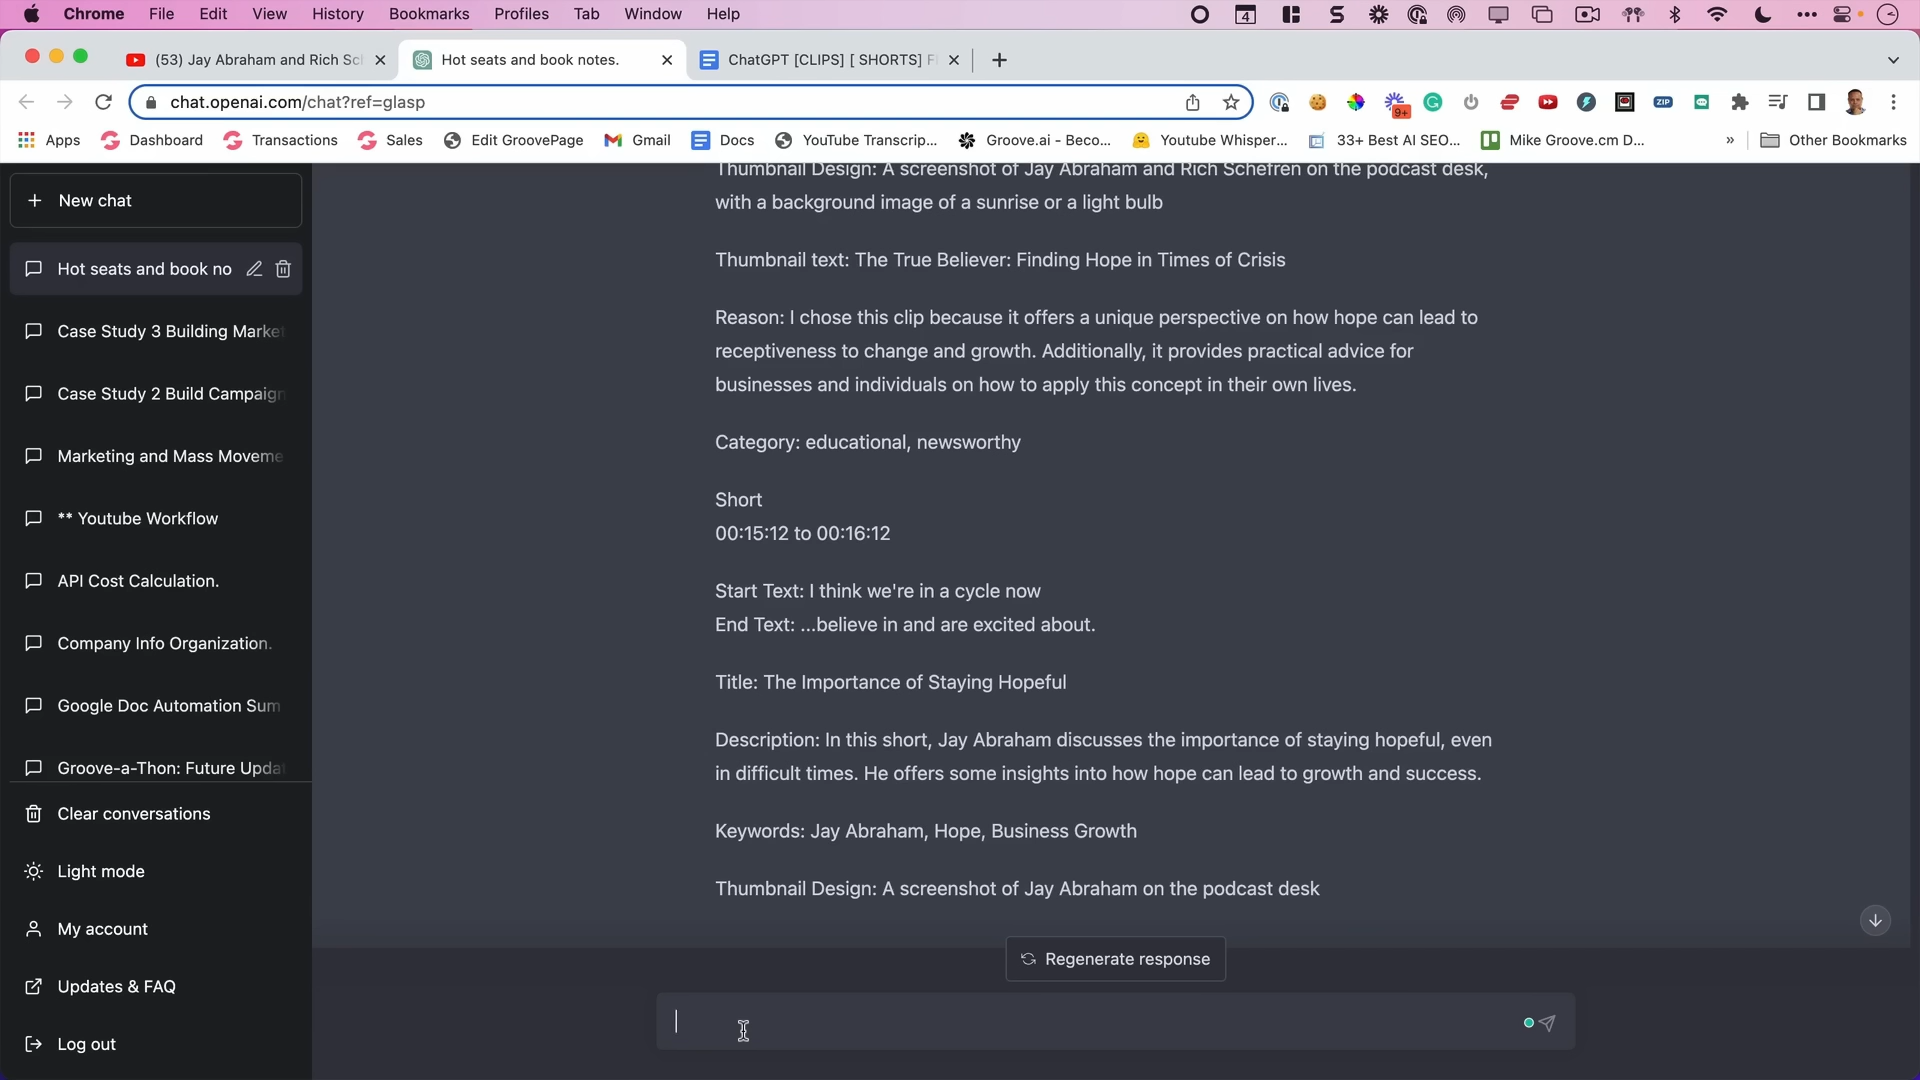 Chrome File Edit View History Bookmarks Profiles Tab Window Help
4
(53) Jay Abraham and Rich Sc
Hot seats and book notes.
ChatGPT [CLIPS] [ SHORTS]
chat.openai.com/chat?ref=glasp
9+
ZIP
Apps Dashboard Transactions Sales Edit GroovePage Gmail Docs YouTube Transcrip... Groove.ai - Beco... Youtube Whisper... 33+ Best AI SEO... Mike Groove.cm D... » Other Bookmarks
New chat
Hot seats and book no
Case Study 3 Building Market
Case Study 2 Build Campaign
Marketing and Mass Moveme
** Youtube Workflow
API Cost Calculation.
Company Info Organization.
Google Doc Automation Sum
Groove-a-Thon: Future Updat
Clear conversations
Light mode
My account
Updates & FAQ
Log out
Thumbnail Design: A screenshot of Jay Abraham and Rich Schefren on the podcast desk,
with a background image of a sunrise or a light bulb
Thumbnail text: The True Believer: Finding Hope in Times of Crisis
Reason: I chose this clip because it offers a unique perspective on how hope can lead to
receptiveness to change and growth. Additionally, it provides practical advice for
businesses and individuals on how to apply this concept in their own lives.
Category: educational, newsworthy
Short
00:15:12 to 00:16:12
Start Text: I think we're in a cycle now
End Text: ...believe in and are excited about.
Title: The Importance of Staying Hopeful
Description: In this short, Jay Abraham discusses the importance of staying hopeful, even
in difficult times. He offers some insights into how hope can lead to growth and success.
Keywords: Jay Abraham, Hope, Business Growth
Thumbnail Design: A screenshot of Jay Abraham on the podcast desk
Regenerate response